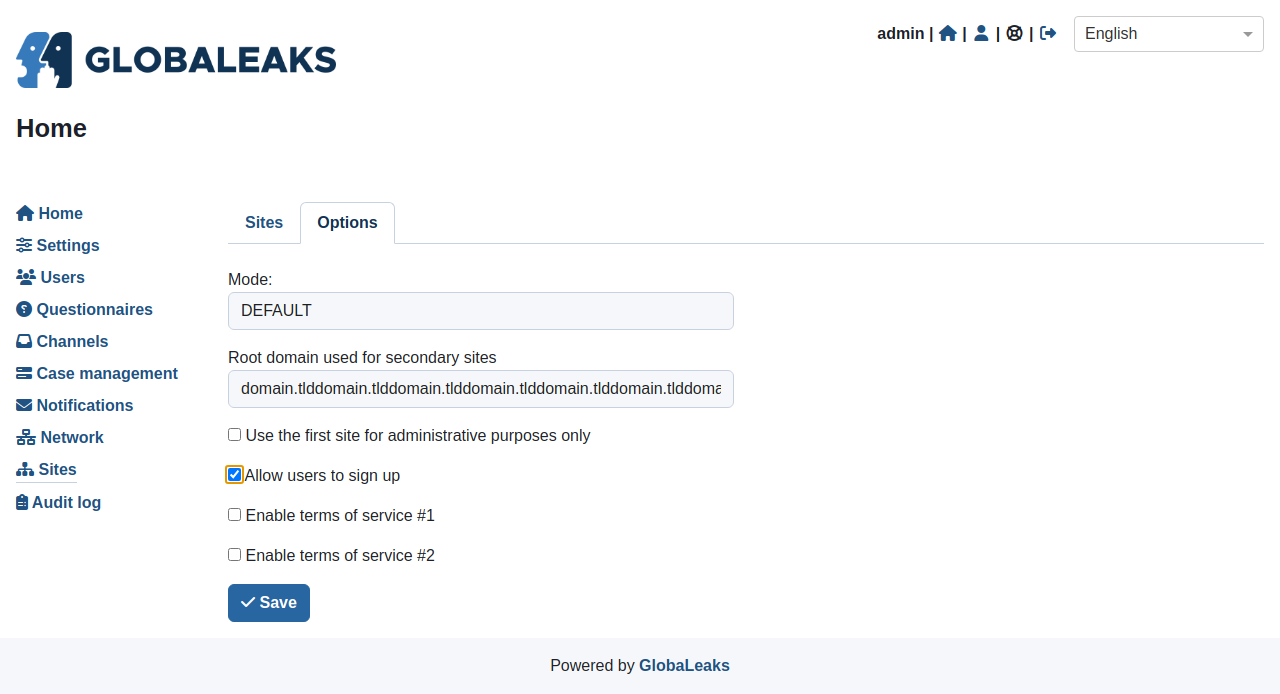 GLOBALEAKS
admin | | | |
English
Home
Home
Settings
Users
Questionnaires
Channels
Case management
Notifications
Network
Sites
Audit log
Sites Options
Mode:
DEFAULT
Root domain used for secondary sites
domain.tlddomain.tlddomain.tlddomain.tlddomain.tlddomain.tlddoma
Use the first site for administrative purposes only
Allow users to sign up
Enable terms of service #1
Enable terms of service #2
Save
Powered by GlobaLeaks